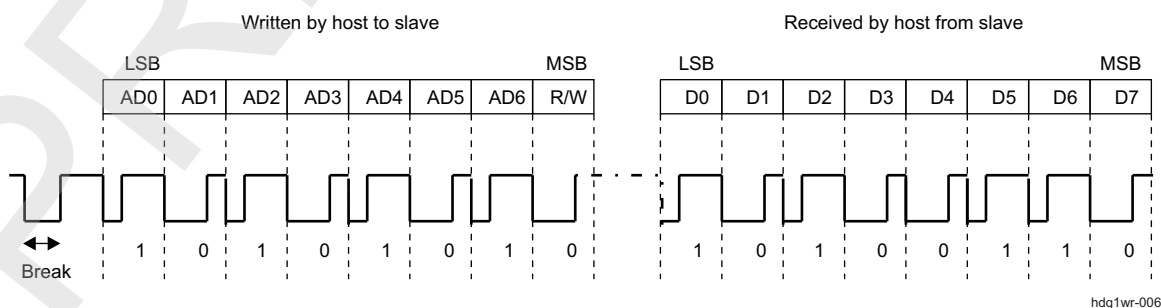 Written by host to slave Received by host from slave
LSB MSB LSB MSB
AD0 AD1 AD2 AD3 AD4 AD5 AD6 R/W D0 D1 D2 D3 D4 D5 D6 D7
1 0 1 0 1 0 1 0 1 0 1 0 0 1 1 0
Break
hdq1wr-006